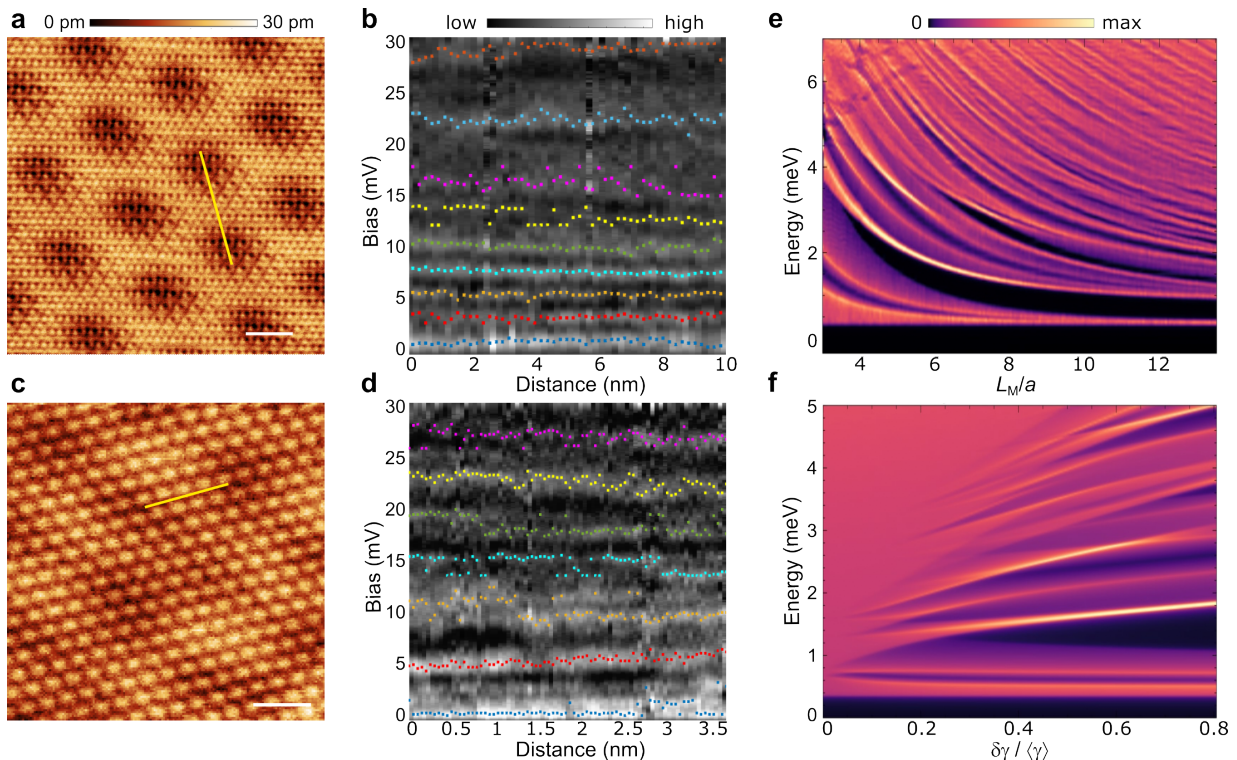 a
0 pm
30 pm
b
low
high
Bias (mV)
30
25
20
15
10
5
0
0
2
4
6
8
10
Distance (nm)
e
0
max
Energy (meV)
6
4
2
0
4
6
8
10
12
L_M/a
c
d
Bias (mV)
30
25
20
15
10
5
0
0
0.5
1
1.5
2
2.5
3
3.5
Distance (nm)
f
Energy (meV)
5
4
3
2
1
0
0
0.2
0.4
0.6
0.8
δγ / ⟨γ⟩